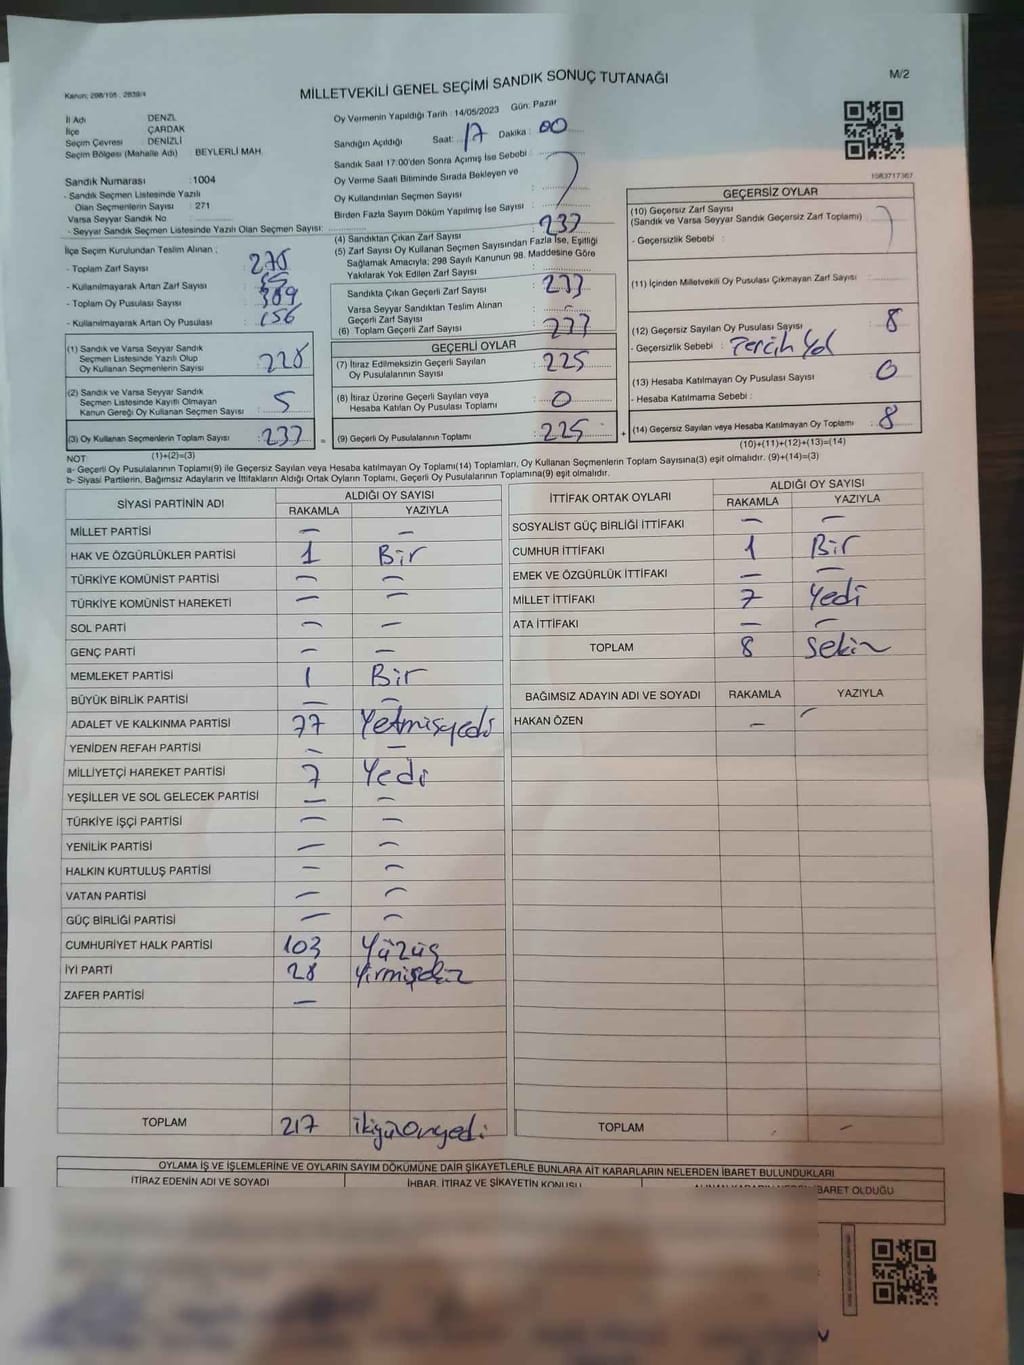 Kanun: 298/105 , 2839/4
MİLLETVEKİLİ GENEL SEÇİMİ SANDIK SONUÇ TUTANAĞI
M/2
İl Adı DENİZLİ
İlçe ÇARDAK
Seçim Çevresi DENİZLİ
Seçim Bölgesi (Mahalle Adı) BEYLERLİ MAH.
Sandık Numarası : 1004
- Sandık Seçmen Listesinde Yazılı
Olan Seçmenlerin Sayısı : 271
Varsa Seyyar Sandık No
- Seyyar Sandık Seçmen Listesinde Yazılı Olan Seçmen Sayısı:
İlçe Seçim Kurulundan Teslim Alınan ;
- Toplam Zarf Sayısı
- Kullanılmayarak Artan Zarf Sayısı :
- Toplam Oy Pusulası Sayısı :
- Kullanılmayarak Artan Oy Pusulası : 156
(1) Sandık ve Varsa Seyyar Sandık
Seçmen Listesinde Yazılı Olup
Oy Kullanan Seçmenlerin Sayısı : 228
(2) Sandık ve Varsa Seyyar Sandık
Seçmen Listesinde Kayıtlı Olmayan
Kanun Gereği Oy Kullanan Seçmen Sayısı : 5
(3) Oy Kullanan Seçmenlerin Toplam Sayısı : 233
Oy Vermenin Yapıldığı Tarih : 14/05/2023 Gün: Pazar
Sandığın Açıldığı Saat: 17 Dakika : 00
Sandık Saat 17:00'den Sonra Açımış İse Sebebi :
Oy Verme Saati Bitiminde Sırada Bekleyen ve
Oy Kullandırılan Seçmen Sayısı :
Birden Fazla Sayım Döküm Yapılmış İse Sayısı :
(4) Sandıktan Çıkan Zarf Sayısı : 233
(5) Zarf Sayısı Oy Kullanan Seçmen Sayısından Fazla İse, Eşitliği
Sağlamak Amacıyla; 298 Sayılı Kanunun 98. Maddesine Göre
Yakılarak Yok Edilen Zarf Sayısı :
Sandıkta Çıkan Geçerli Zarf Sayısı : 233
Varsa Seyyar Sandıktan Teslim Alınan
Geçerli Zarf Sayısı : -
(6) Toplam Geçerli Zarf Sayısı : 233
GEÇERLİ OYLAR
(7) İtiraz Edilmeksizin Geçerli Sayılan
Oy Pusulalarının Sayısı : 225
(8) İtiraz Üzerine Geçerli Sayılan veya
Hesaba Katılan Oy Pusulası Toplamı : 0
= (9) Geçerli Oy Pusulalarının Toplamı : 225 +
1983717367
GEÇERSİZ OYLAR
(10) Geçersiz Zarf Sayısı
(Sandık ve Varsa Seyyar Sandık Geçersiz Zarf Toplamı) :
- Geçersizlik Sebebi :
(11) İçinden Milletvekili Oy Pusulası Çıkmayan Zarf Sayısı :
(12) Geçersiz Sayılan Oy Pusulası Sayısı : 8
- Geçersizlik Sebebi : Tercih Yol
(13) Hesaba Katılmayan Oy Pusulası Sayısı : 0
- Hesaba Katılmama Sebebi :
(14) Geçersiz Sayılan veya Hesaba Katılmayan Oy Toplamı : 8
NOT: (1)+(2)=(3)
(10)+(11)+(12)+(13)=(14)
a- Geçerli Oy Pusulalarının Toplamı(9) ile Geçersiz Sayılan veya Hesaba katılmayan Oy Toplamı(14) Toplamları, Oy Kullanan Seçmenlerin Toplam Sayısına(3) eşit olmalıdır. (9)+(14)=(3)
b- Siyasi Partilerin, Bağımsız Adayların ve İttifakların Aldığı Ortak Oyların Toplamı, Geçerli Oy Pusulalarının Toplamına(9) eşit olmalıdır.
SİYASİ PARTİNİN ADI ALDIĞI OY SAYISI
RAKAMLA YAZIYLA
MİLLET PARTİSİ - -
HAK VE ÖZGÜRLÜKLER PARTİSİ 1 Bir
TÜRKİYE KOMÜNİST PARTİSİ - -
TÜRKİYE KOMÜNİST HAREKETİ - -
SOL PARTİ - -
GENÇ PARTİ - -
MEMLEKET PARTİSİ 1 Bir
BÜYÜK BİRLİK PARTİSİ - -
ADALET VE KALKINMA PARTİSİ 77 Yetmişyedi
YENİDEN REFAH PARTİSİ - -
MİLLİYETÇİ HAREKET PARTİSİ 7 Yedi
YEŞİLLER VE SOL GELECEK PARTİSİ - -
TÜRKİYE İŞÇİ PARTİSİ - -
YENİLİK PARTİSİ - -
HALKIN KURTULUŞ PARTİSİ - -
VATAN PARTİSİ - -
GÜÇ BİRLİĞİ PARTİSİ - -
CUMHURİYET HALK PARTİSİ 103 Yüzüç
İYİ PARTİ 28 Yirmisekiz
ZAFER PARTİSİ -
TOPLAM 217 ikiyüzonyedi
İTTİFAK ORTAK OYLARI ALDIĞI OY SAYISI
RAKAMLA YAZIYLA
SOSYALİST GÜÇ BİRLİĞİ İTTİFAKI - -
CUMHUR İTTİFAKI 1 Bir
EMEK VE ÖZGÜRLÜK İTTİFAKI - -
MİLLET İTTİFAKI 7 Yedi
ATA İTTİFAKI - -
TOPLAM 8 Sekiz
BAĞIMSIZ ADAYIN ADI VE SOYADI RAKAMLA YAZIYLA
HAKAN ÖZEN - -
TOPLAM - -
OYLAMA İŞ VE İŞLEMLERİNE VE OYLARIN SAYIM DÖKÜMÜNE DAİR ŞİKAYETLERLE BUNLARA AİT KARARLARIN NELERDEN İBARET BULUNDUKLARI
İTİRAZ EDENİN ADI VE SOYADI İHBAR, İTİRAZ VE ŞİKAYETİN KONUSU İBARET OLDUĞU